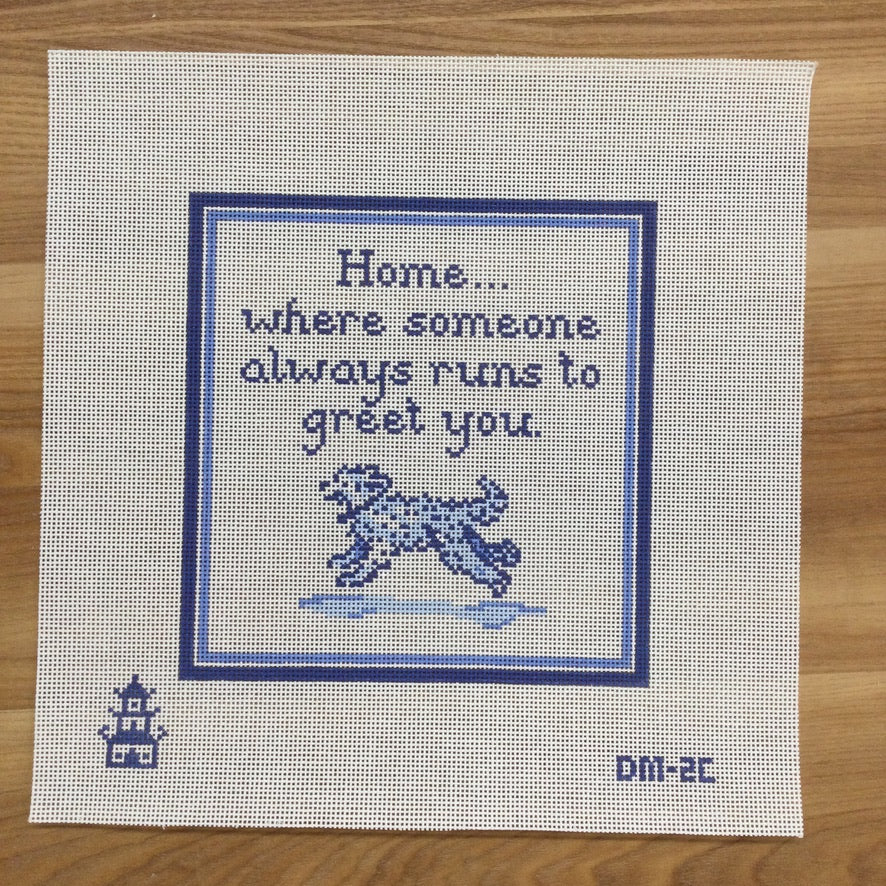 Home...
where someone
always runs to
greet you.
DM-2C